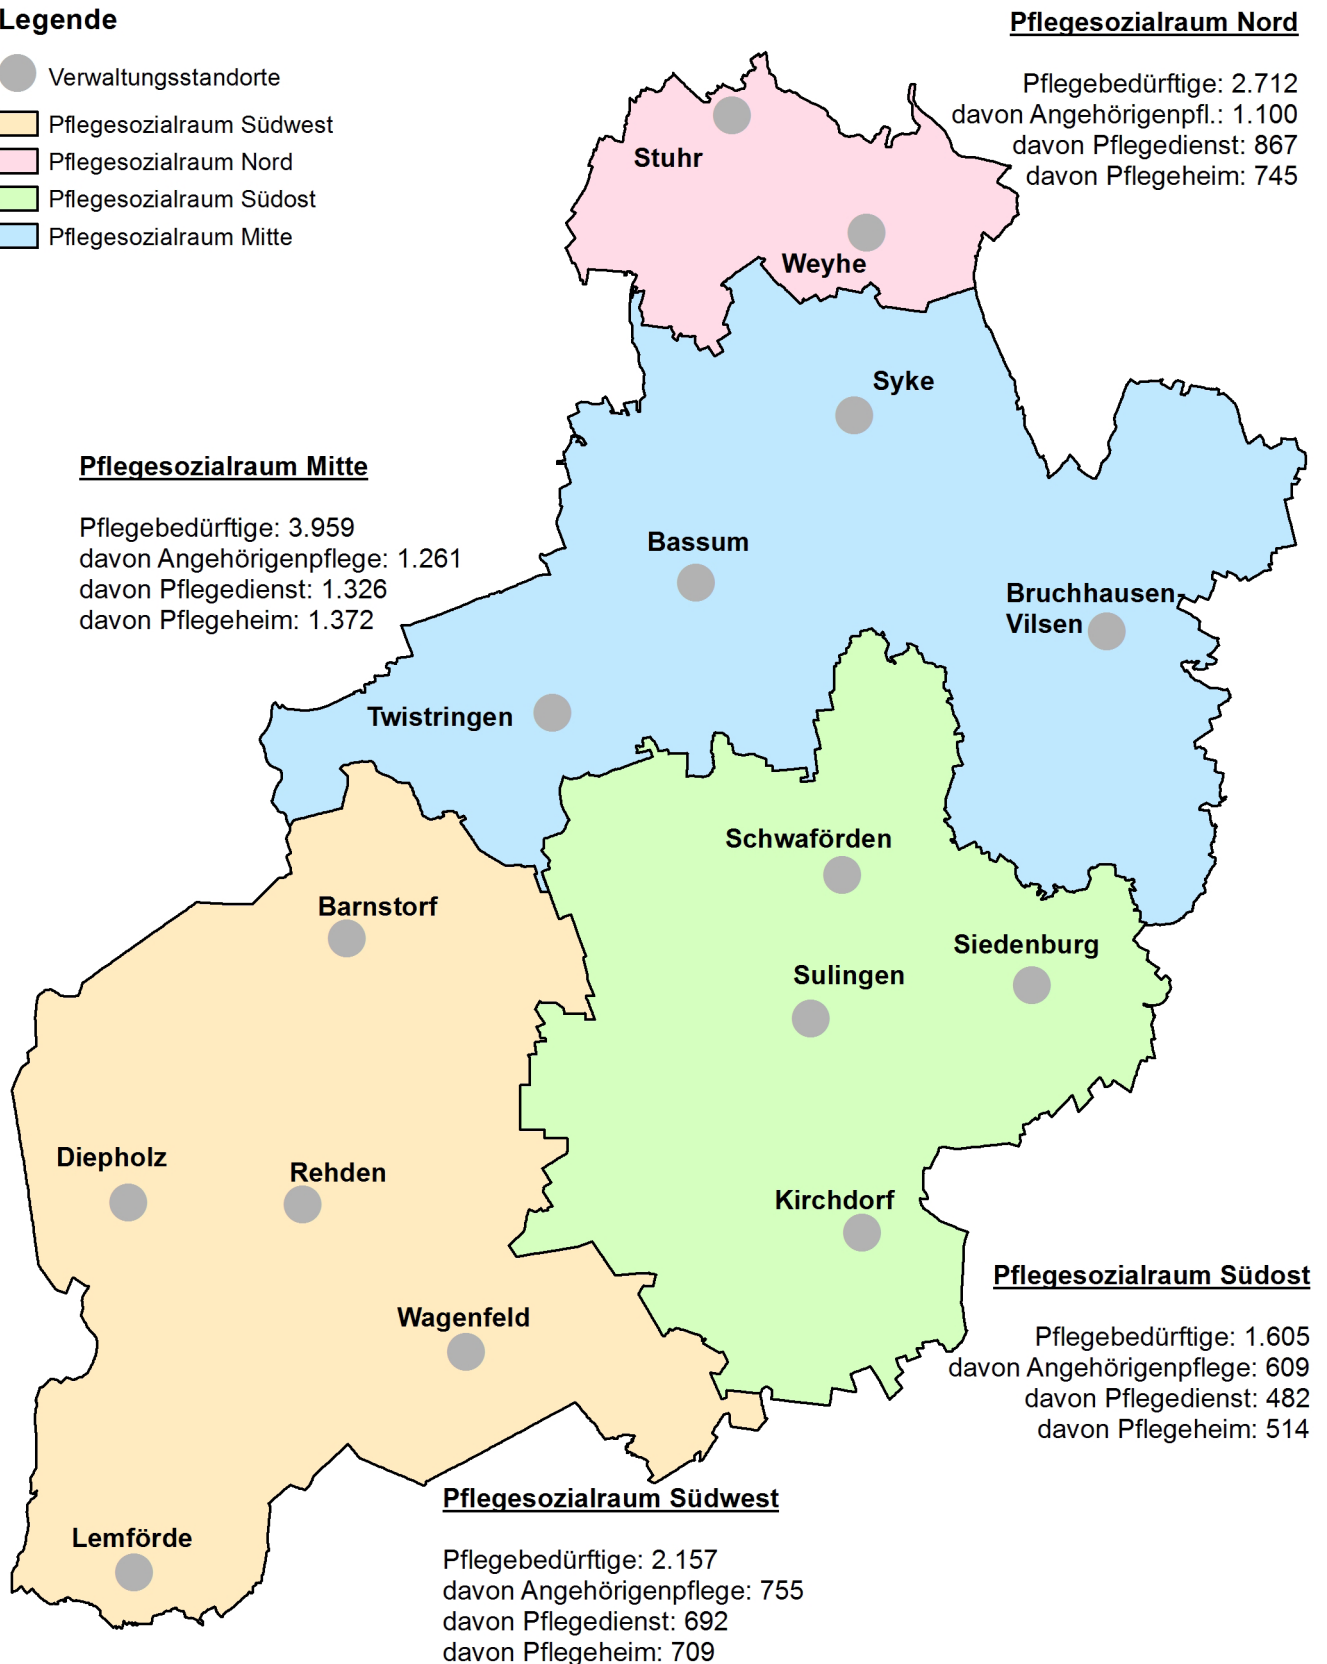 Legende
Verwaltungsstandorte
Pflegesozialraum Südwest
Pflegesozialraum Nord
Pflegesozialraum Südost
Pflegesozialraum Mitte
Pflegesozialraum Nord
Pflegebedürftige: 2.712
davon Angehörigenpfl.: 1.100
davon Pflegedienst: 867
davon Pflegeheim: 745
Stuhr
Weyhe
Syke
Pflegesozialraum Mitte
Pflegebedürftige: 3.959
davon Angehörigenpflege: 1.261
davon Pflegedienst: 1.326
davon Pflegeheim: 1.372
Bassum
Bruchhausen-
Vilsen
Twistringen
Schwaförden
Barnstorf
Siedenburg
Sulingen
Diepholz
Rehden
Kirchdorf
Wagenfeld
Pflegesozialraum Südost
Pflegebedürftige: 1.605
davon Angehörigenpflege: 609
davon Pflegedienst: 482
davon Pflegeheim: 514
Lemförde
Pflegesozialraum Südwest
Pflegebedürftige: 2.157
davon Angehörigenpflege: 755
davon Pflegedienst: 692
davon Pflegeheim: 709